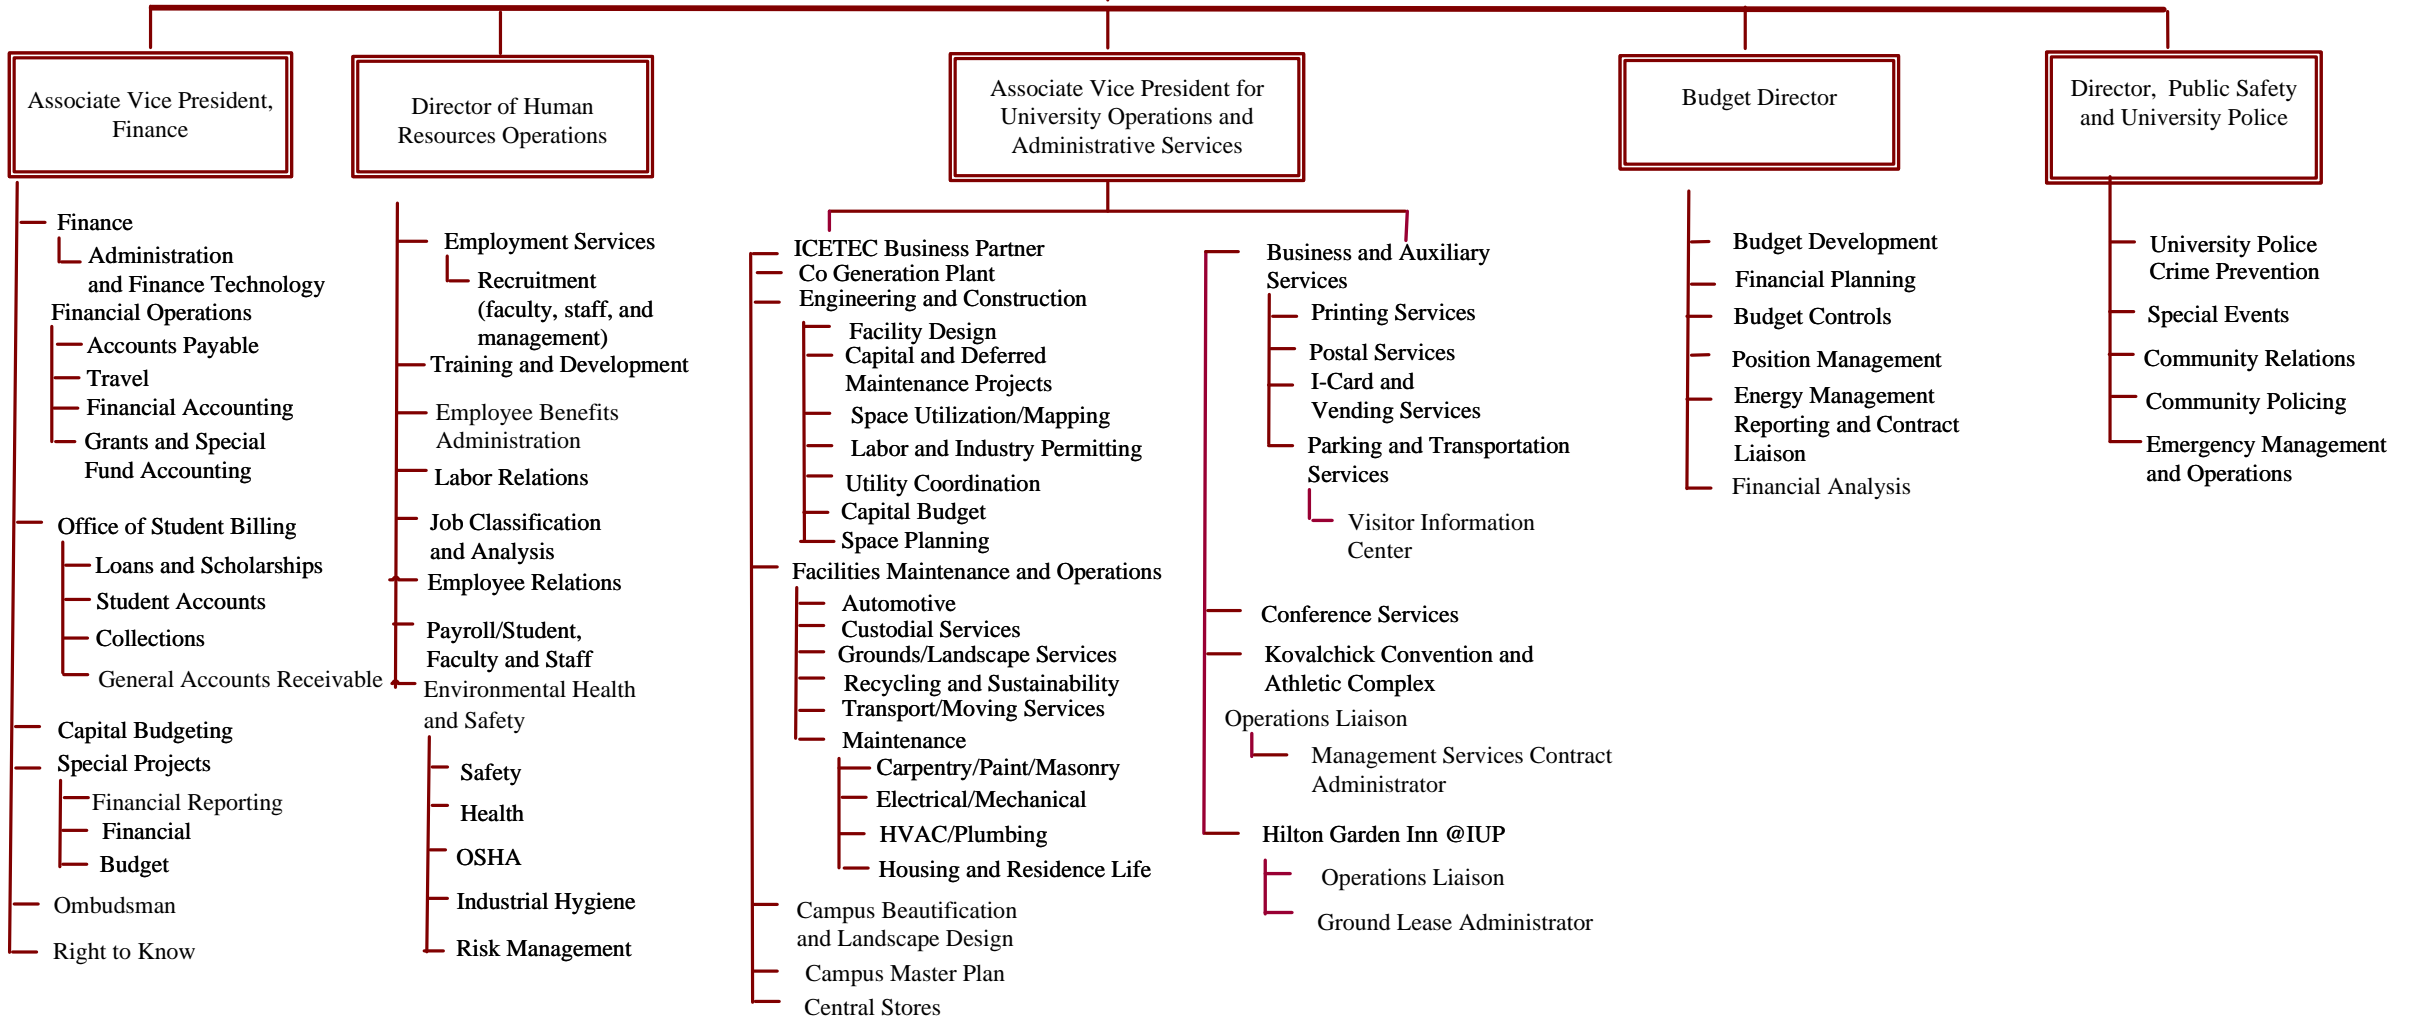 Associate Vice President,
Finance
Finance
Administration
and Finance Technology
Financial Operations
Accounts Payable
Travel
Financial Accounting
Grants and Special
Fund Accounting
Office of Student Billing
Loans and Scholarships
Student Accounts
Collections
General Accounts Receivable
Capital Budgeting
Special Projects
Financial Reporting
Financial
Budget
Ombudsman
Right to Know
Director of Human
Resources Operations
Employment Services
Recruitment
(faculty, staff, and
management)
Training and Development
Employee Benefits
Administration
Labor Relations
Job Classification
and Analysis
Employee Relations
Payroll/Student,
Faculty and Staff
Environmental Health
and Safety
Safety
Health
OSHA
Industrial Hygiene
Risk Management
Associate Vice President for
University Operations and
Administrative Services
ICETEC Business Partner
Co Generation Plant
Engineering and Construction
Facility Design
Capital and Deferred
Maintenance Projects
Space Utilization/Mapping
Labor and Industry Permitting
Utility Coordination
Capital Budget
Space Planning
Facilities Maintenance and Operations
Automotive
Custodial Services
Grounds/Landscape Services
Recycling and Sustainability
Transport/Moving Services
Maintenance
Carpentry/Paint/Masonry
Electrical/Mechanical
HVAC/Plumbing
Housing and Residence Life
Campus Beautification
and Landscape Design
Campus Master Plan
Central Stores
Business and Auxiliary
Services
Printing Services
Postal Services
I-Card and
Vending Services
Parking and Transportation
Services
Visitor Information
Center
Conference Services
Kovalchick Convention and
Athletic Complex
Operations Liaison
Management Services Contract
Administrator
Hilton Garden Inn @IUP
Operations Liaison
Ground Lease Administrator
Budget Director
Budget Development
Financial Planning
Budget Controls
Position Management
Energy Management
Reporting and Contract
Liaison
Financial Analysis
Director, Public Safety
and University Police
University Police
Crime Prevention
Special Events
Community Relations
Community Policing
Emergency Management
and Operations